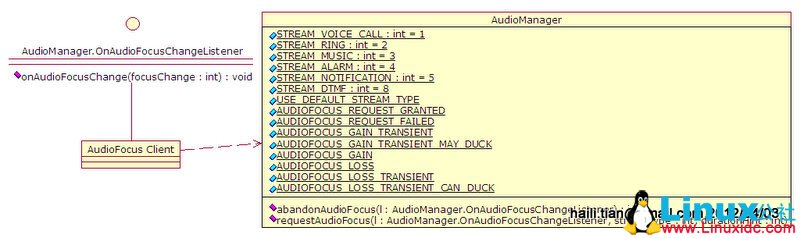 AudioManager.OnAudioFocusChangeListener
onAudioFocusChange(focusChange : int) : void
AudioFocus Client
AudioManager
STREAM_VOICE_CALL : int = 1
STREAM_RING : int = 2
STREAM_MUSIC : int = 3
STREAM_ALARM : int = 4
STREAM_NOTIFICATION : int = 5
STREAM_DTMF : int = 8
USE_DEFAULT_STREAM_TYPE
AUDIOFOCUS_REQUEST_GRANTED
AUDIOFOCUS_REQUEST_FAILED
AUDIOFOCUS_GAIN_TRANSIENT
AUDIOFOCUS_GAIN_TRANSIENT_MAY_DUCK
AUDIOFOCUS_GAIN
AUDIOFOCUS_LOSS
AUDIOFOCUS_LOSS_TRANSIENT
AUDIOFOCUS_LOSS_TRANSIENT_CAN_DUCK
abandonAudioFocus(l : AudioManager.OnAudioFocusChangeListener)
requestAudioFocus(l : AudioManager.OnAudioFocusChangeListener, durationHint : int)
Linux
www.Linuxidc.com